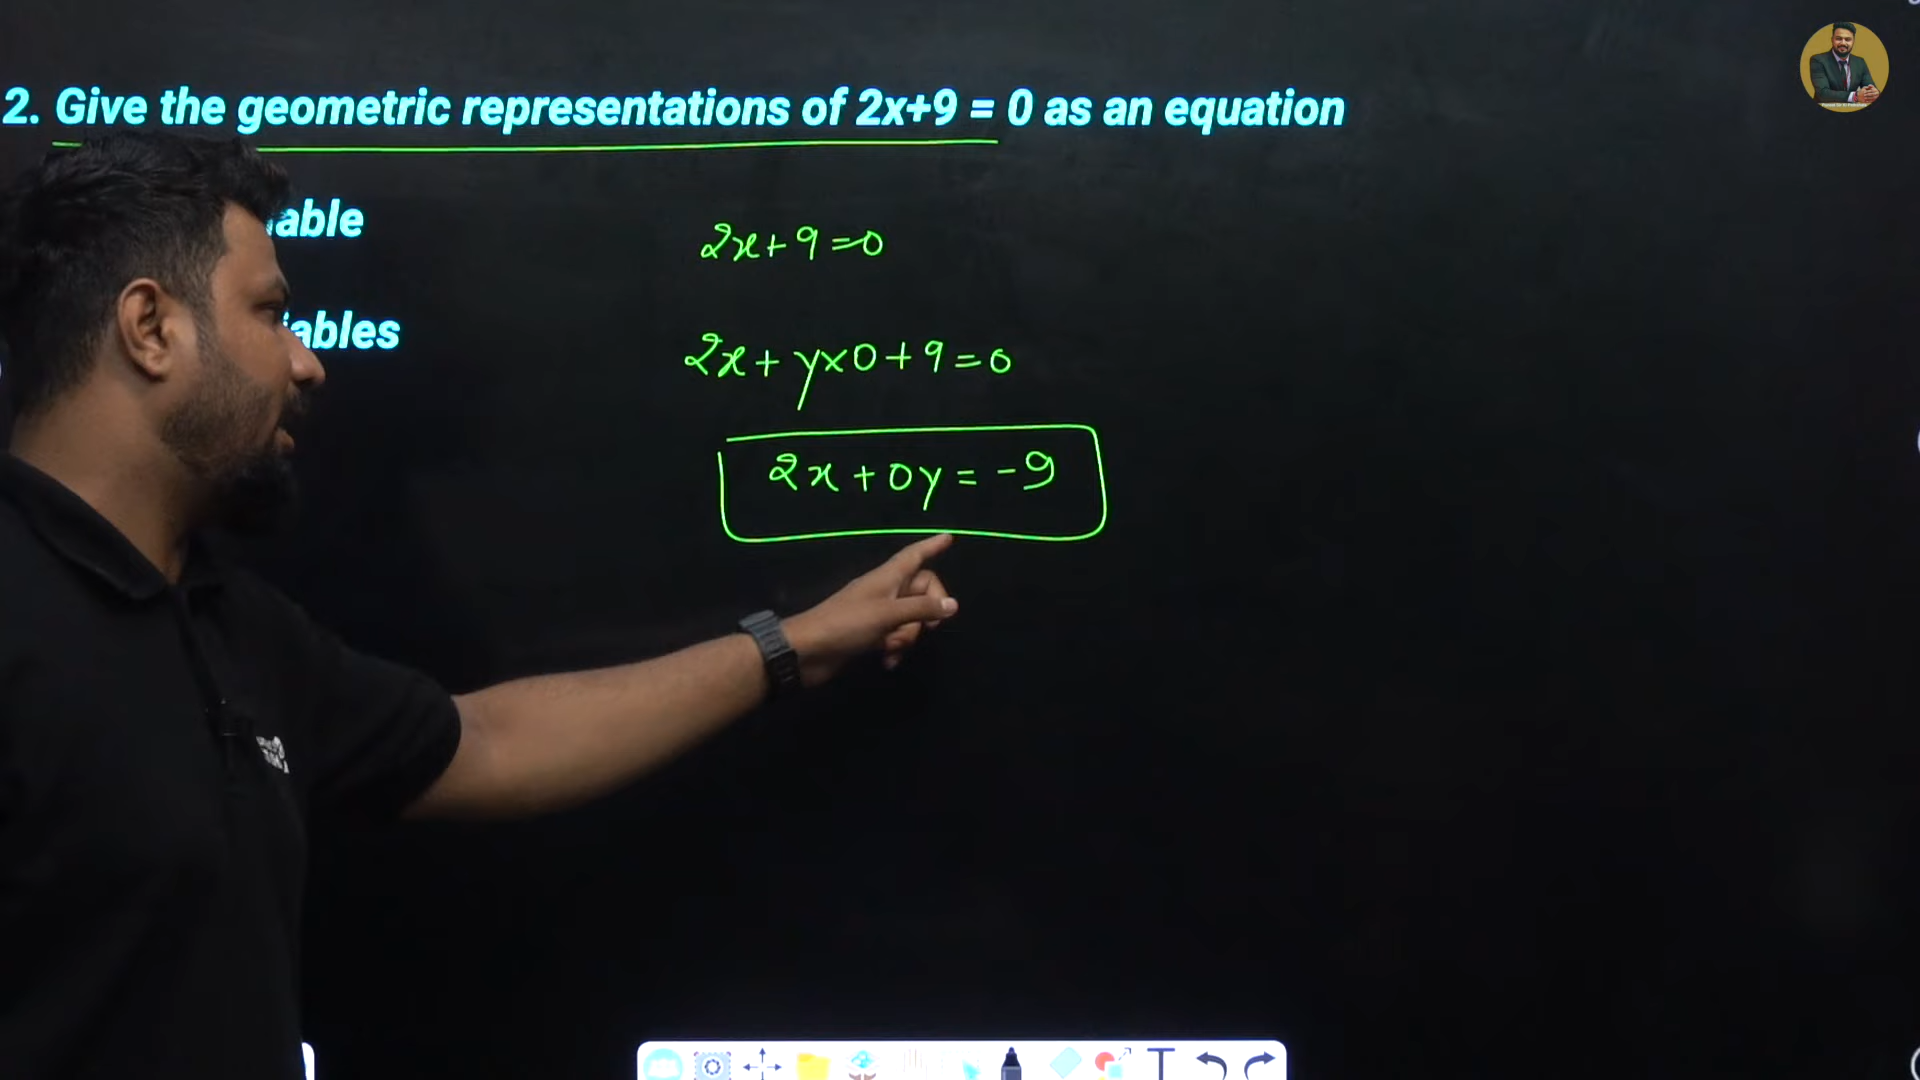 2. Give the geometric representations of 2x+9 = 0 as an equation
able
iables
2x+9=0
2x+y×0+9=0
2x+0y=-9
T